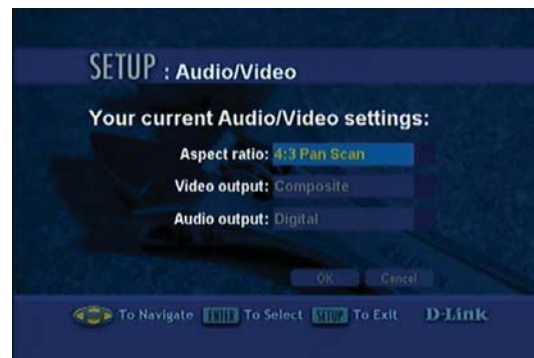 SETUP : Audio/Video
Your current Audio/Video settings:
Aspect ratio: 4:3 Pan Scan
Video output: Composite
Audio output: Digital
OK Cancel
To Navigate ENTER To Select SETUP To Exit D-Link